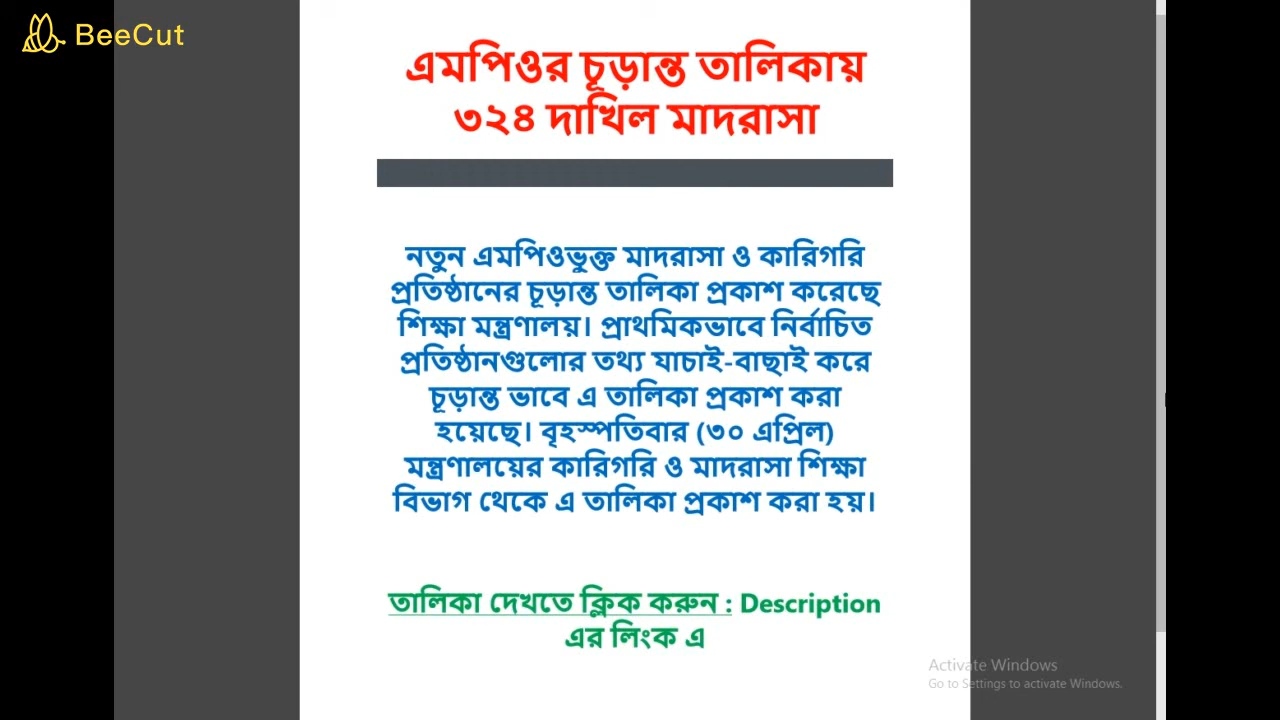 BeeCut
এমপিওর চূড়ান্ত তালিকায়
৩২৪ দাখিল মাদরাসা
নতুন এমপিওভুক্ত মাদরাসা ও কারিগরি
প্রতিষ্ঠানের চূড়ান্ত তালিকা প্রকাশ করেছে
শিক্ষা মন্ত্রণালয়। প্রাথমিকভাবে নির্বাচিত
প্রতিষ্ঠানগুলোর তথ্য যাচাই-বাছাই করে
চূড়ান্ত ভাবে এ তালিকা প্রকাশ করা
হয়েছে। বৃহস্পতিবার (৩০ এপ্রিল)
মন্ত্রণালয়ের কারিগরি ও মাদরাসা শিক্ষা
বিভাগ থেকে এ তালিকা প্রকাশ করা হয়।
তালিকা দেখতে ক্লিক করুন : Description
এর লিংক এ
Activate Windows
Go to Settings to activate Windows.